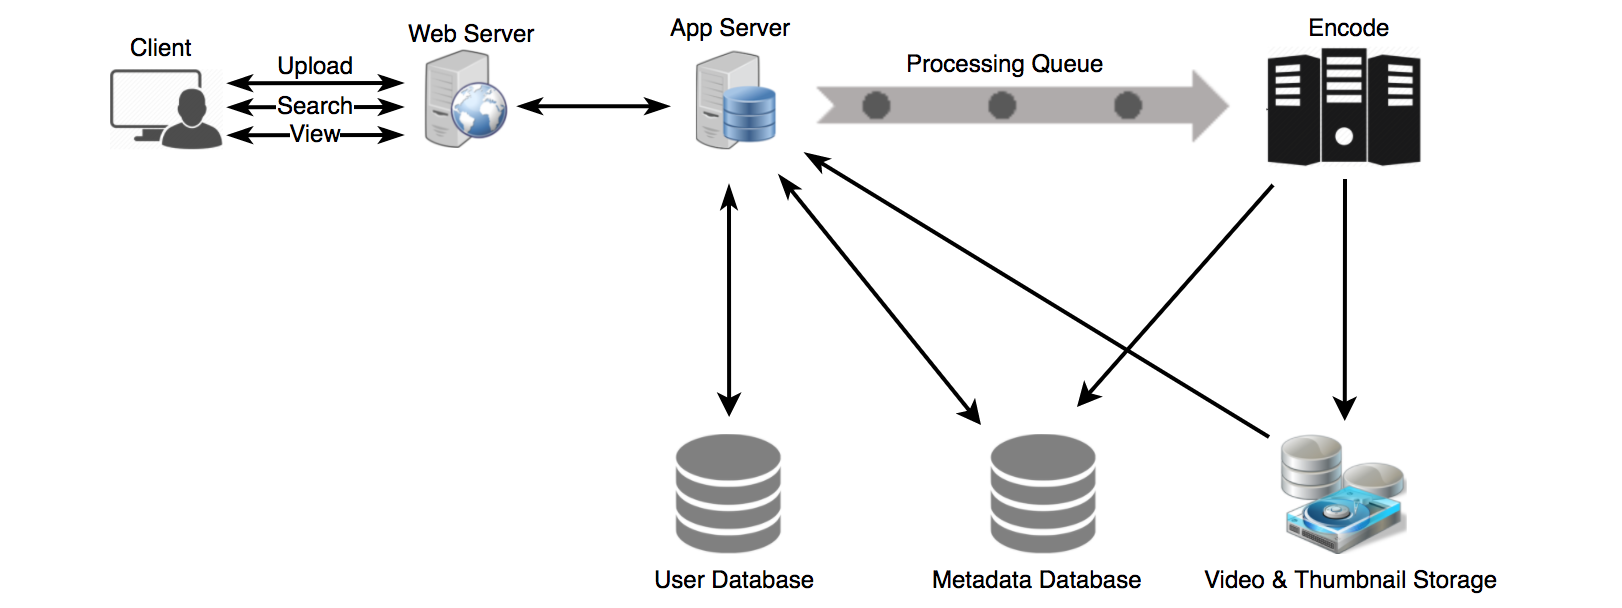 Client
Upload
Search
View
Web Server
App Server
Processing Queue
Encode
User Database
Metadata Database
Video & Thumbnail Storage